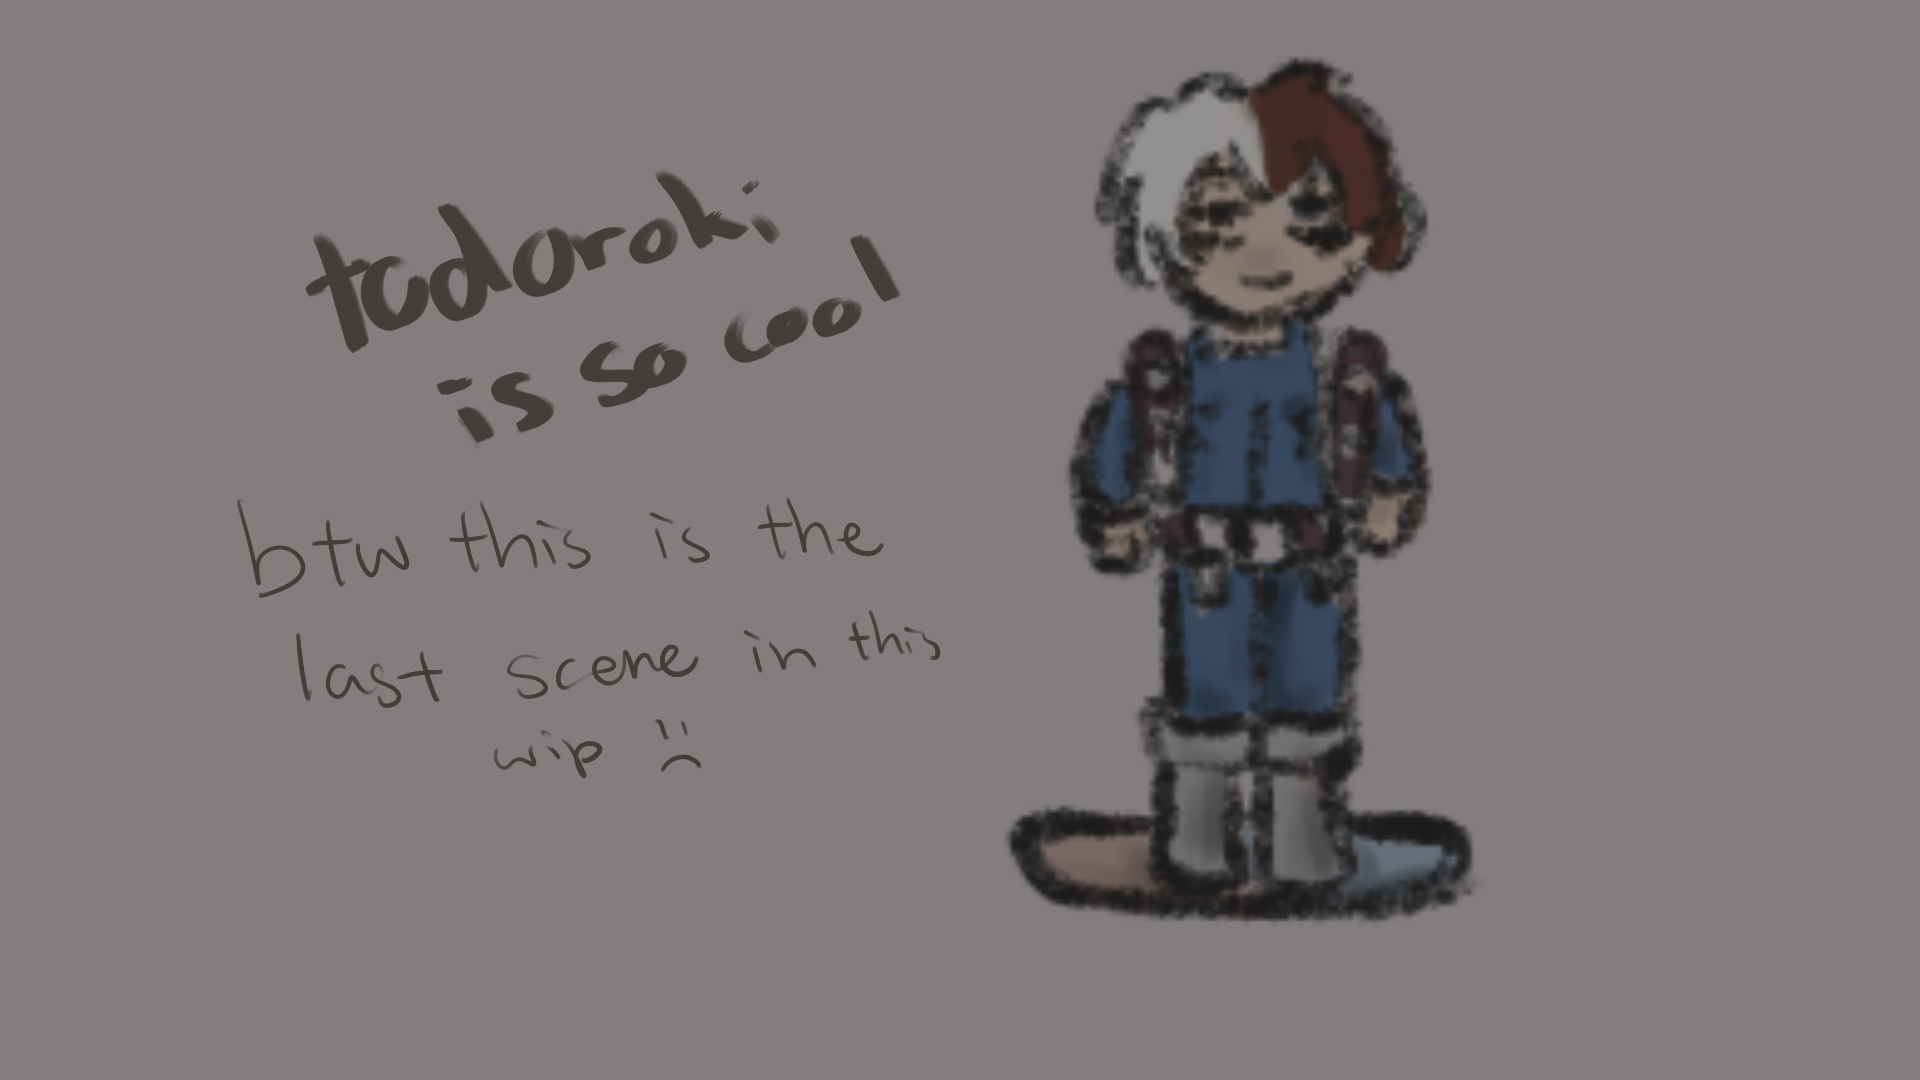 todoroki
is so cool
btw this is the
last scene in this
wip :(